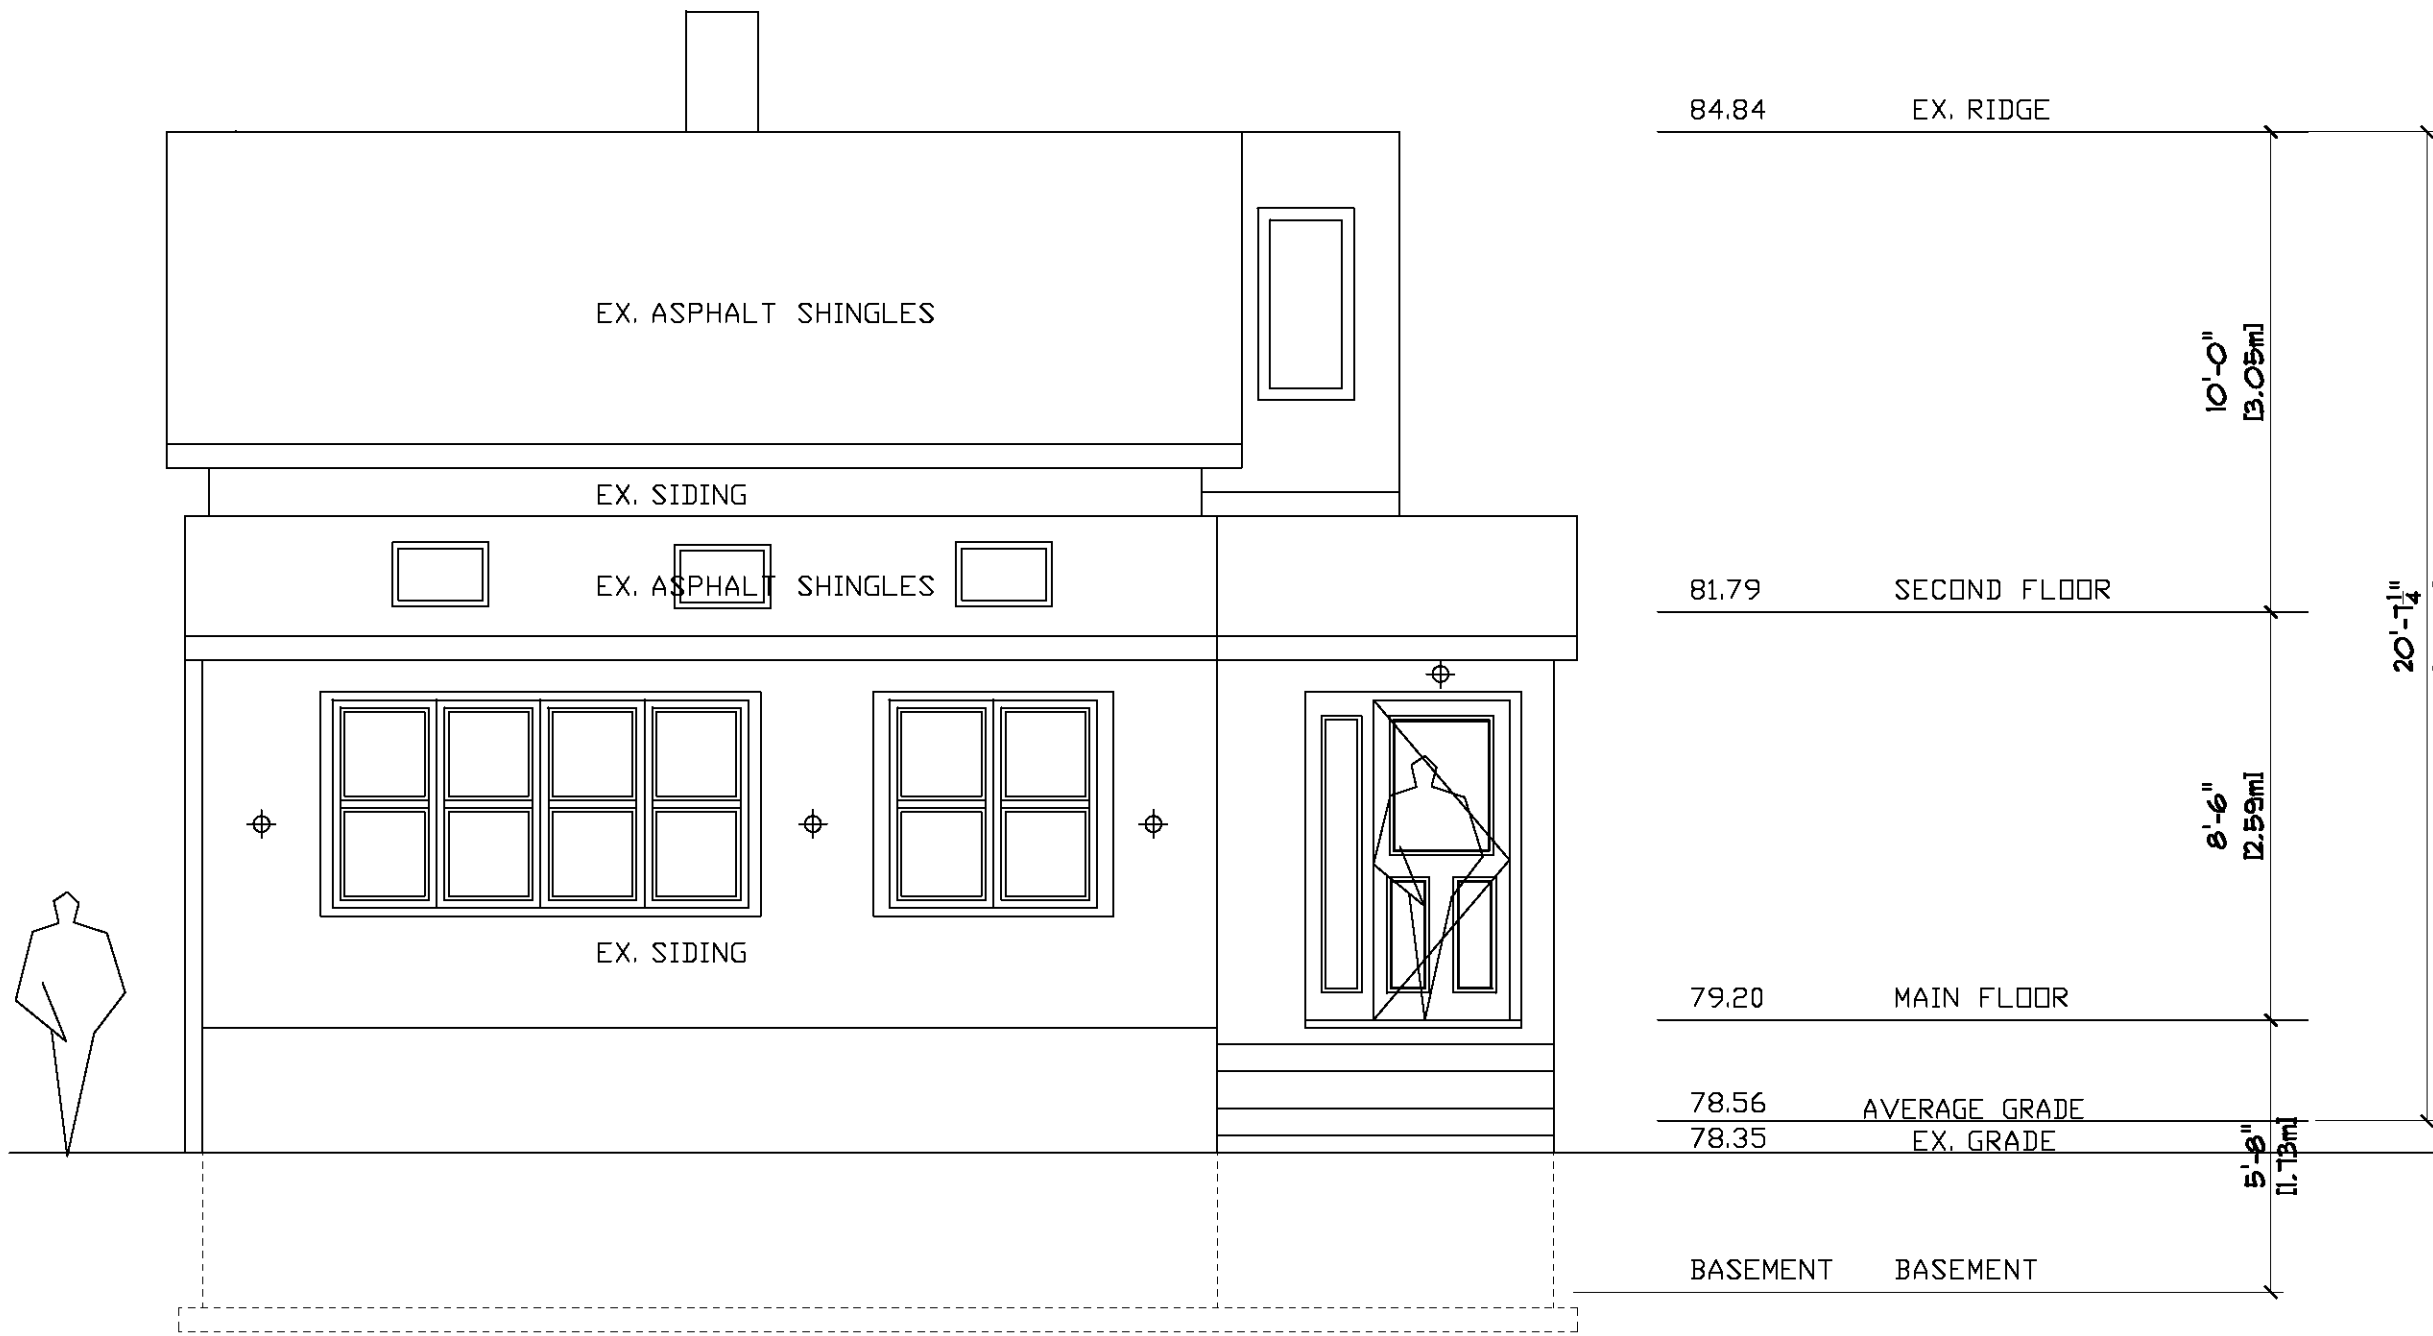 84.84 EX. RIDGE
EX. ASPHALT SHINGLES
10'-0"
[3.05m]
EX. SIDING
EX. ASPHALT SHINGLES
81.79 SECOND FLOOR
20'-7 1/4"
8'-6"
[2.59m]
EX. SIDING
79.20 MAIN FLOOR
78.56 AVERAGE GRADE
78.35 EX. GRADE
5'-8"
[1.73m]
BASEMENT BASEMENT